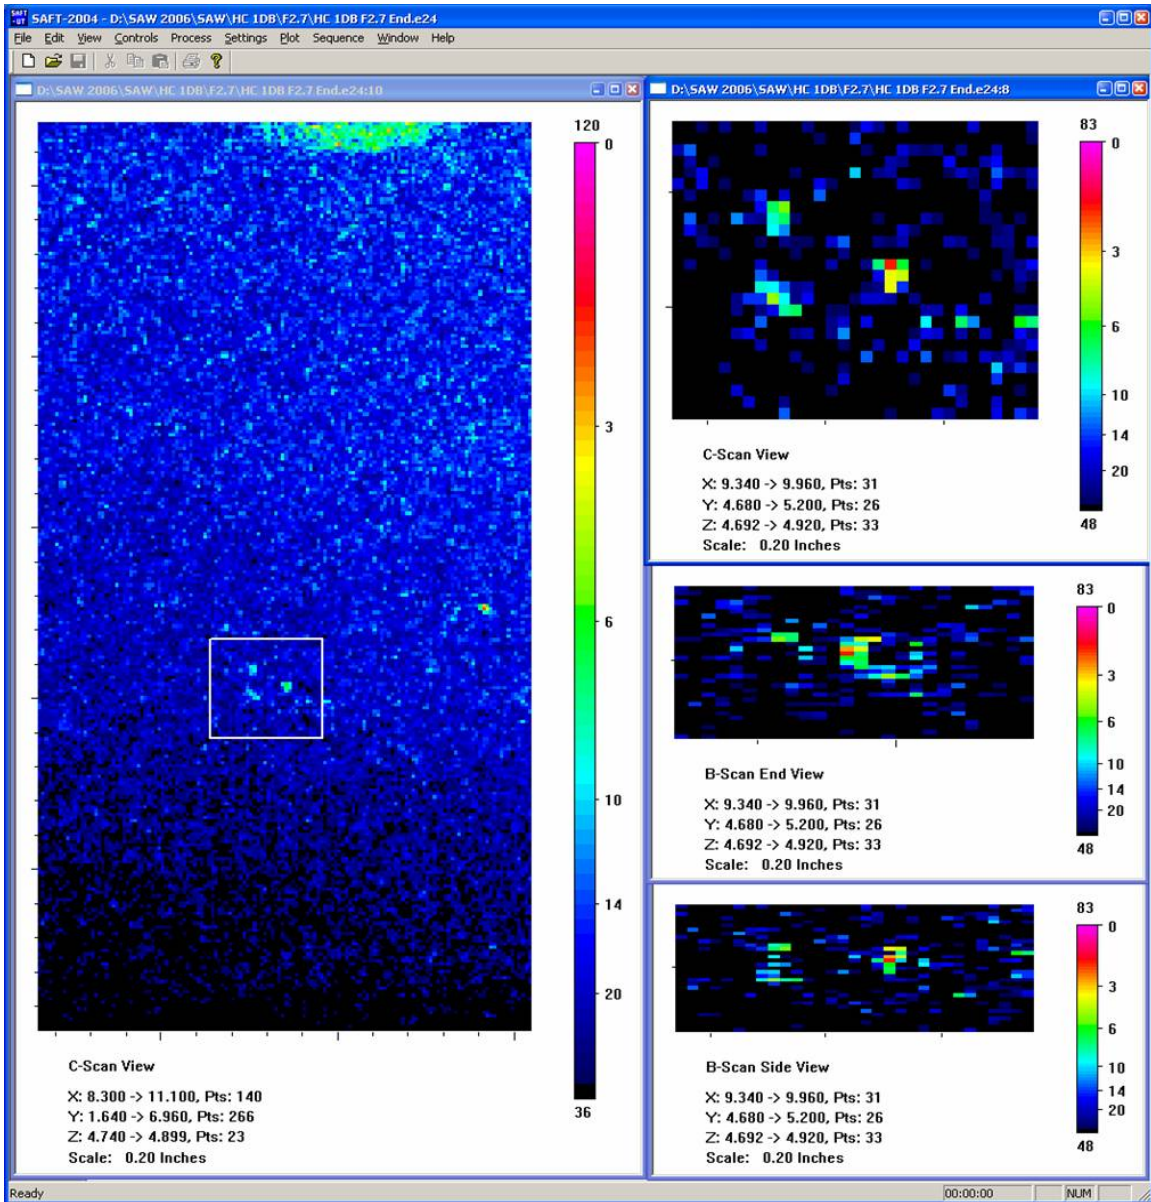 SAFT-2004 - D:\SAW 2006\SAW\HC 1DB\F2.7\HC 1DB F2.7 End.e24
File Edit View Controls Process Settings Plot Sequence Window Help
D:\SAW 2006\SAW\HC 1DB\F2.7\HC 1DB F2.7 End.e24:10
120
0
3
6
10
14
20
36
C-Scan View
X: 8.300 -> 11.100, Pts: 140
Y: 1.640 -> 6.960, Pts: 266
Z: 4.740 -> 4.899, Pts: 23
Scale: 0.20 Inches
D:\SAW 2006\SAW\HC 1DB\F2.7\HC 1DB F2.7 End.e24:8
83
0
3
6
10
14
20
48
C-Scan View
X: 9.340 -> 9.960, Pts: 31
Y: 4.680 -> 5.200, Pts: 26
Z: 4.692 -> 4.920, Pts: 33
Scale: 0.20 Inches
83
0
3
6
10
14
20
48
B-Scan End View
X: 9.340 -> 9.960, Pts: 31
Y: 4.680 -> 5.200, Pts: 26
Z: 4.692 -> 4.920, Pts: 33
Scale: 0.20 Inches
83
0
3
6
10
14
20
48
B-Scan Side View
X: 9.340 -> 9.960, Pts: 31
Y: 4.680 -> 5.200, Pts: 26
Z: 4.692 -> 4.920, Pts: 33
Scale: 0.20 Inches
Ready
00:00:00
NUM